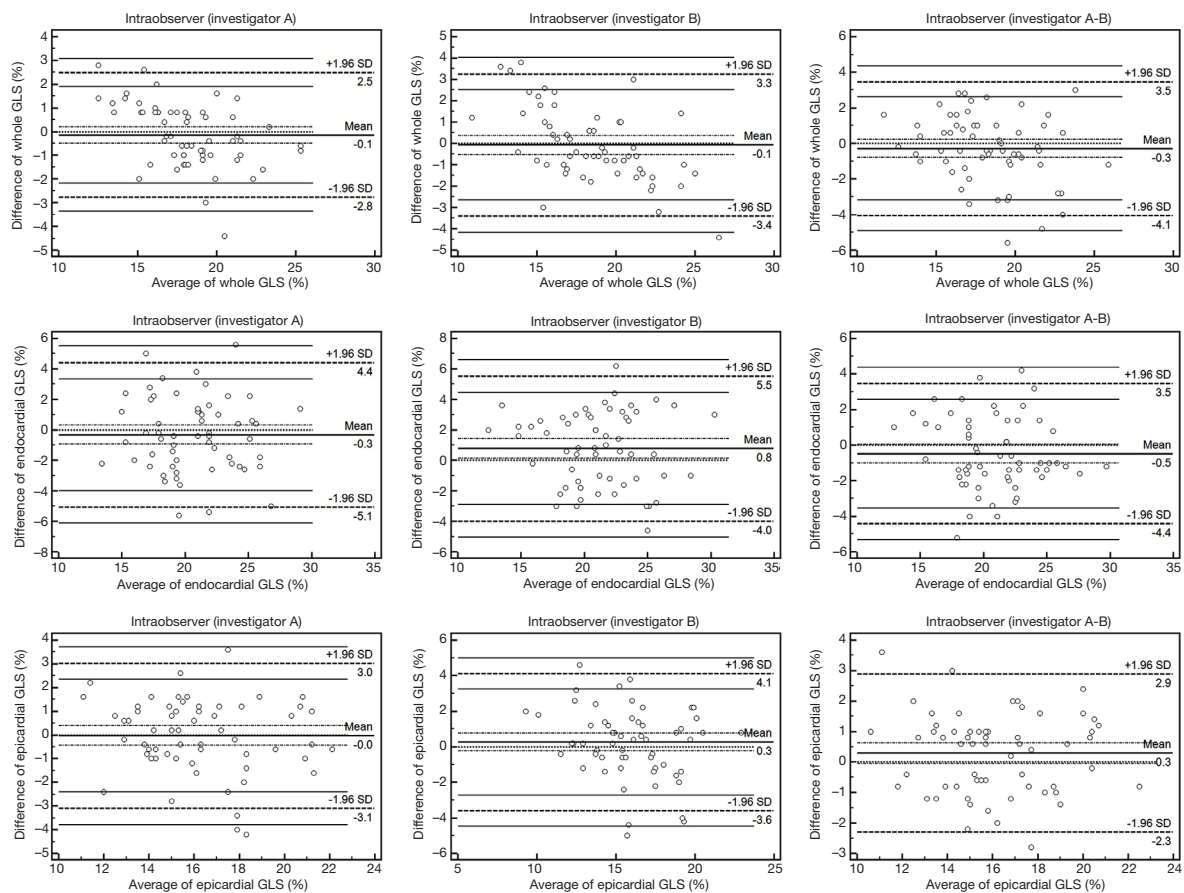 Intraobserver (investigator A)
Difference of whole GLS (%)
4
3
2
1
0
−1
−2
−3
−4
−5
+1.96 SD
2.5
Mean
-0.1
-1.96 SD
-2.8
10 15 20 25 30
Average of whole GLS (%)
Intraobserver (investigator B)
Difference of whole GLS (%)
5
4
3
2
1
0
−1
−2
−3
−4
−5
+1.96 SD
3.3
Mean
-0.1
-1.96 SD
-3.4
10 15 20 25 30
Average of whole GLS (%)
Intraobserver (investigator A-B)
Difference of whole GLS (%)
6
4
2
0
−2
−4
−6
+1.96 SD
3.5
Mean
-0.3
-1.96 SD
-4.1
10 15 20 25 30
Average of whole GLS (%)
Intraobserver (investigator A)
Difference of endocardial GLS (%)
6
4
2
0
−2
−4
−6
−8
+1.96 SD
4.4
Mean
-0.3
-1.96 SD
-5.1
10 15 20 25 30 35
Average of endocardial GLS (%)
Intraobserver (investigator B)
Difference of endocardial GLS (%)
8
6
4
2
0
−2
−4
−6
+1.96 SD
5.5
Mean
0.8
-1.96 SD
-4.0
10 15 20 25 30 35
Average of endocardial GLS (%)
Intraobserver (investigator A-B)
Difference of endocardial GLS (%)
6
4
2
0
−2
−4
−6
+1.96 SD
3.5
Mean
-0.5
-1.96 SD
-4.4
10 15 20 25 30 35
Average of endocardial GLS (%)
Intraobserver (investigator A)
Difference of epicardial GLS (%)
4
3
2
1
0
−1
−2
−3
−4
−5
+1.96 SD
3.0
Mean
-0.0
-1.96 SD
-3.1
10 12 14 16 18 20 22 24
Average of epicardial GLS (%)
Intraobserver (investigator B)
Difference of epicardial GLS (%)
6
4
2
0
−2
−4
−6
+1.96 SD
4.1
Mean
0.3
-1.96 SD
-3.6
5 10 15 20 25
Average of epicardial GLS (%)
Intraobserver (investigator A-B)
Difference of epicardial GLS (%)
4
3
2
1
0
−1
−2
−3
+1.96 SD
2.9
Mean
0.3
-1.96 SD
-2.3
10 12 14 16 18 20 22 24
Average of epicardial GLS (%)